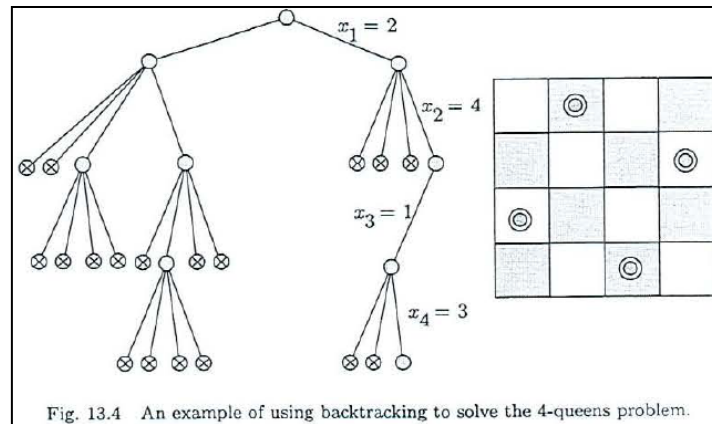 x₁ = 2
x₂ = 4
x₃ = 1
x₄ = 3
Fig. 13.4 An example of using backtracking to solve the 4-queens problem.